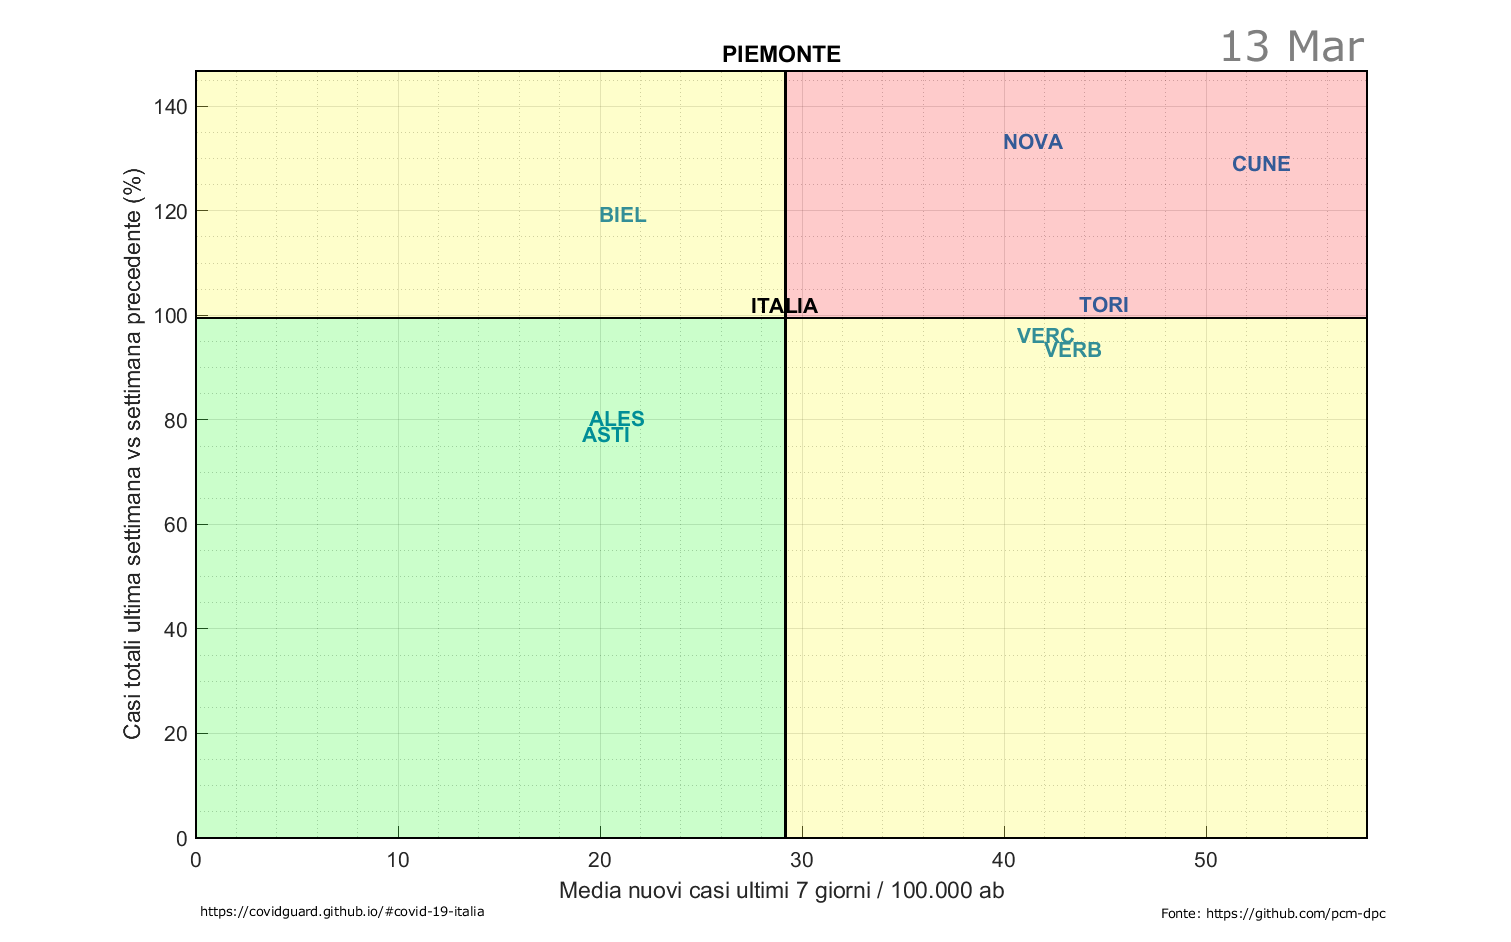 PIEMONTE
13 Mar
Casi totali ultima settimana vs settimana precedente (%)
140
120
100
80
60
40
20
0
NOVA
CUNE
BIEL
ITALIA
TORI
VERC
VERB
ALES
ASTI
0 10 20 30 40 50
Media nuovi casi ultimi 7 giorni / 100.000 ab
https://covidguard.github.io/#covid-19-italia
Fonte: https://github.com/pcm-dpc